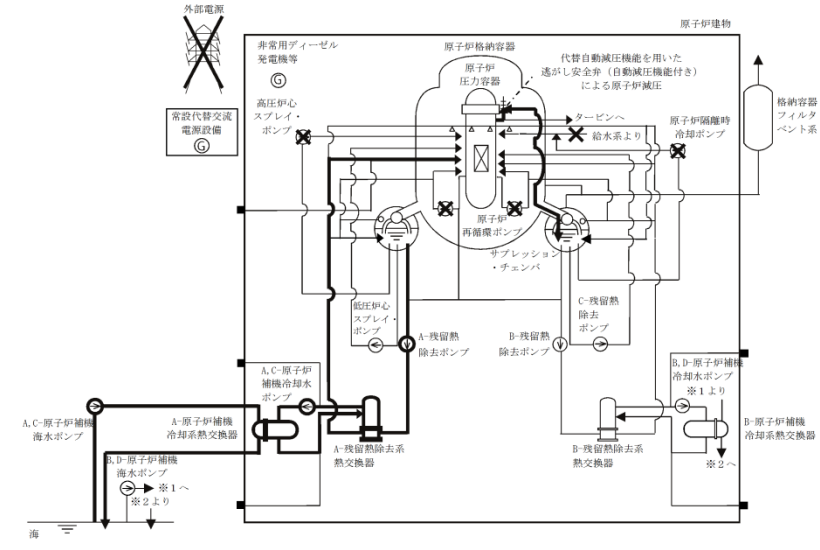 外部電源
原子炉建物
非常用ディーゼル
発電機等
G
原子炉格納容器
原子炉
圧力容器
代替自動減圧機能を用いた
逃がし安全弁（自動減圧機能付き）
による原子炉減圧
常設代替交流
電源設備
G
高圧炉心
スプレイ・
ポンプ
タービンへ
給水系より
原子炉隔離時
冷却ポンプ
格納容器
フィルタ
ベント系
原子炉
再循環ポンプ
サプレッション
・チェンバ
低圧炉心
スプレイ・
ポンプ
A-残留熱
除去ポンプ
B-残留熱
除去ポンプ
C-残留熱
除去
ポンプ
A,C-原子炉
補機冷却水
ポンプ
B,D-原子炉補機
冷却水ポンプ
※1より
A,C-原子炉補機
海水ポンプ
A-原子炉補機
冷却系熱交換器
A-残留熱除去系
熱交換器
B-残留熱除去系
熱交換器
B-原子炉補機
冷却系熱交換器
※2へ
B,D-原子炉補機
海水ポンプ
※1へ
※2より
海